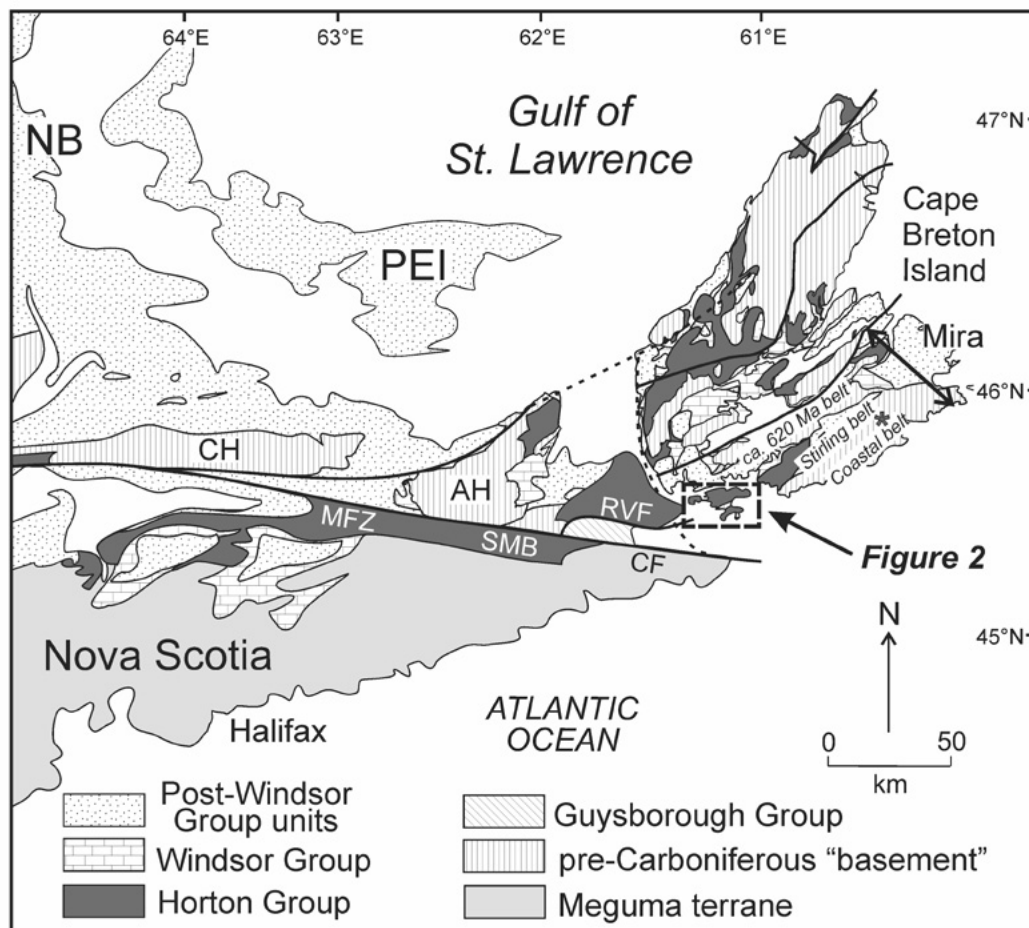 64°E 63°E 62°E 61°E
47°N
NB
Gulf of
St. Lawrence
PEI
Cape
Breton
Island
Mira
46°N
ca. 620 Ma belt
Stirling belt
*
Coastal belt
CH
AH
RVF
MFZ
SMB
CF
Figure 2
45°N
N
Nova Scotia
Halifax
ATLANTIC
OCEAN
0 50
km
Post-Windsor
Group units
Windsor Group
Horton Group
Guysborough Group
pre-Carboniferous “basement”
Meguma terrane